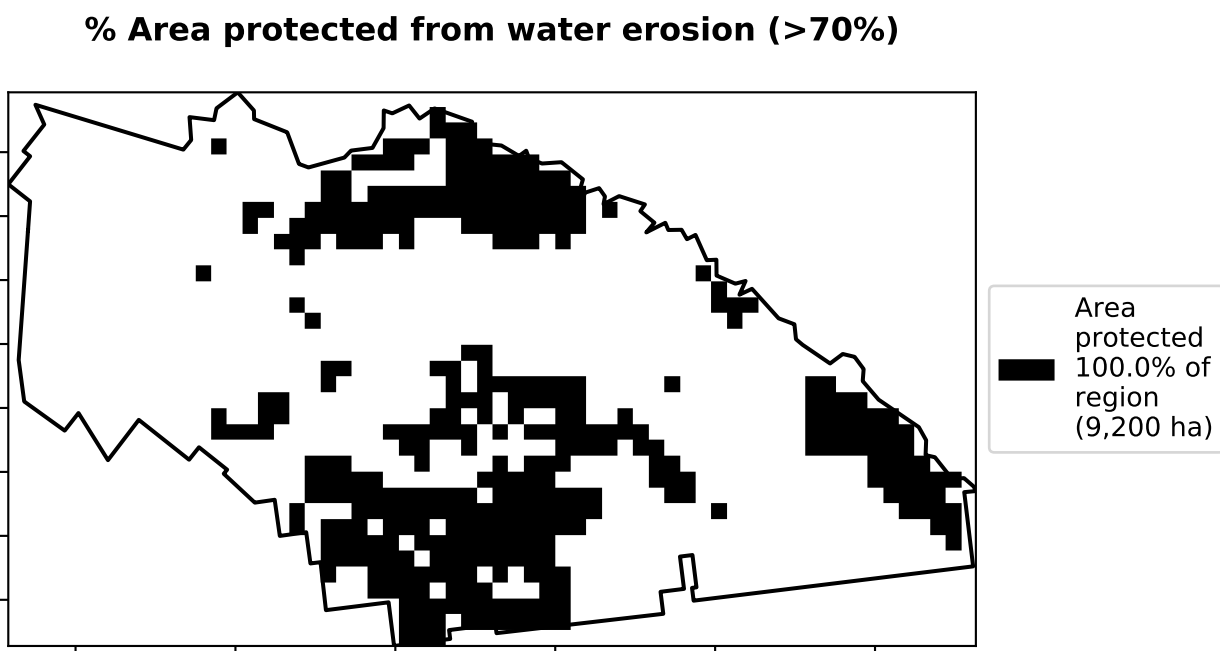 % Area protected from water erosion (>70%)
Area
protected
100.0% of
region
(9,200 ha)